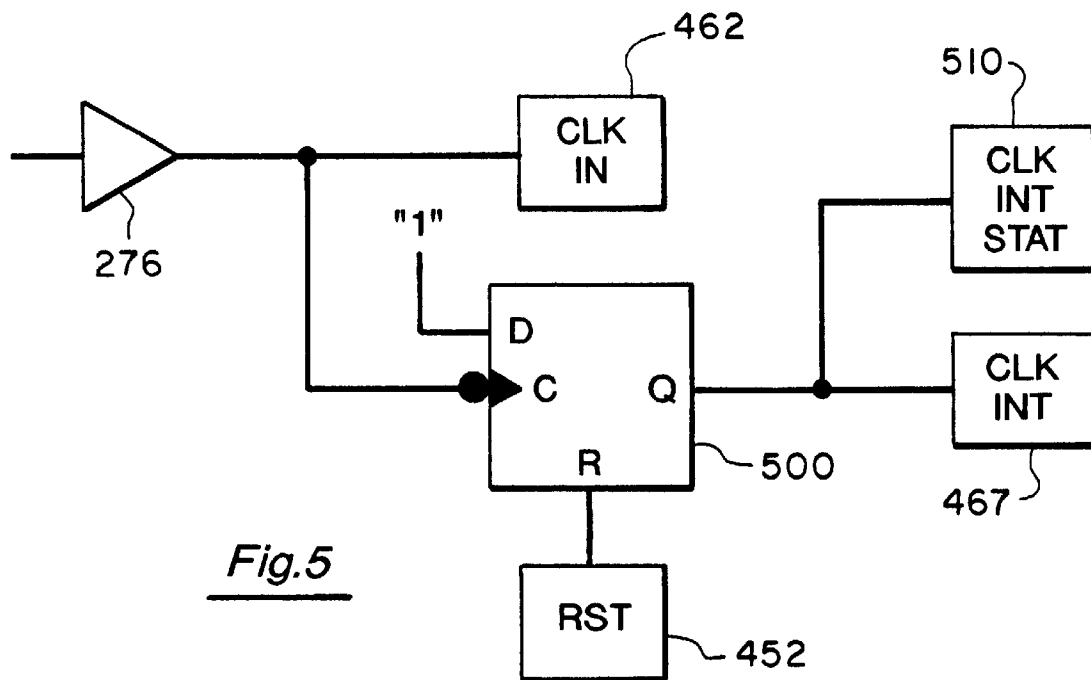 462
CLK
IN
510
CLK
INT
STAT
276
"1"
D
C
Q
R
500
CLK
INT
467
RST
452
Fig.5